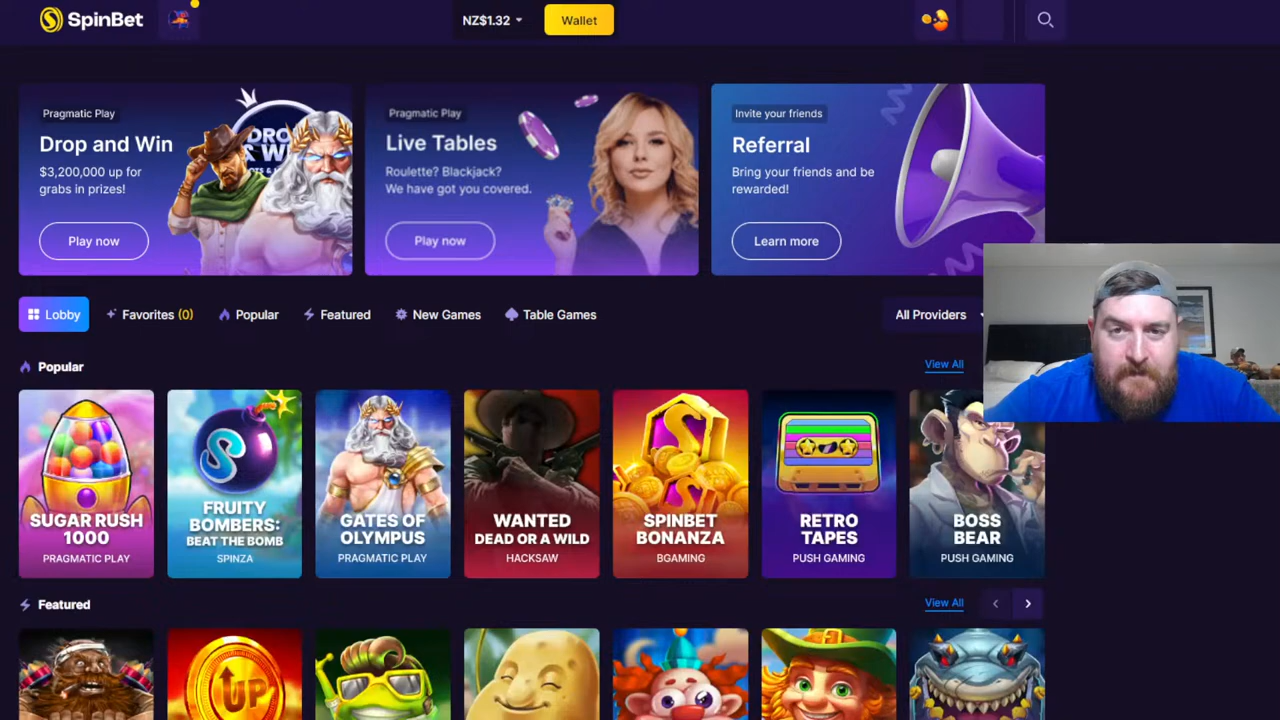 SpinBet
NZ$1.32
Wallet
Pragmatic Play
Drop and Win
$3,200,000 up for
grabs in prizes!
Play now
Pragmatic Play
Live Tables
Roulette? Blackjack?
We have got you covered.
Play now
Invite your friends
Referral
Bring your friends and be
rewarded!
Learn more
Lobby
Favorites (0)
Popular
Featured
New Games
Table Games
All Providers
Popular
View All
SUGAR RUSH
1000
PRAGMATIC PLAY
FRUITY
BOMBERS:
BEAT THE BOMB
SPINZA
GATES OF
OLYMPUS
PRAGMATIC PLAY
WANTED
DEAD OR A WILD
HACKSAW
SPINBET
BONANZA
BGAMING
RETRO
TAPES
PUSH GAMING
BOSS
BEAR
PUSH GAMING
Featured
View All
UP